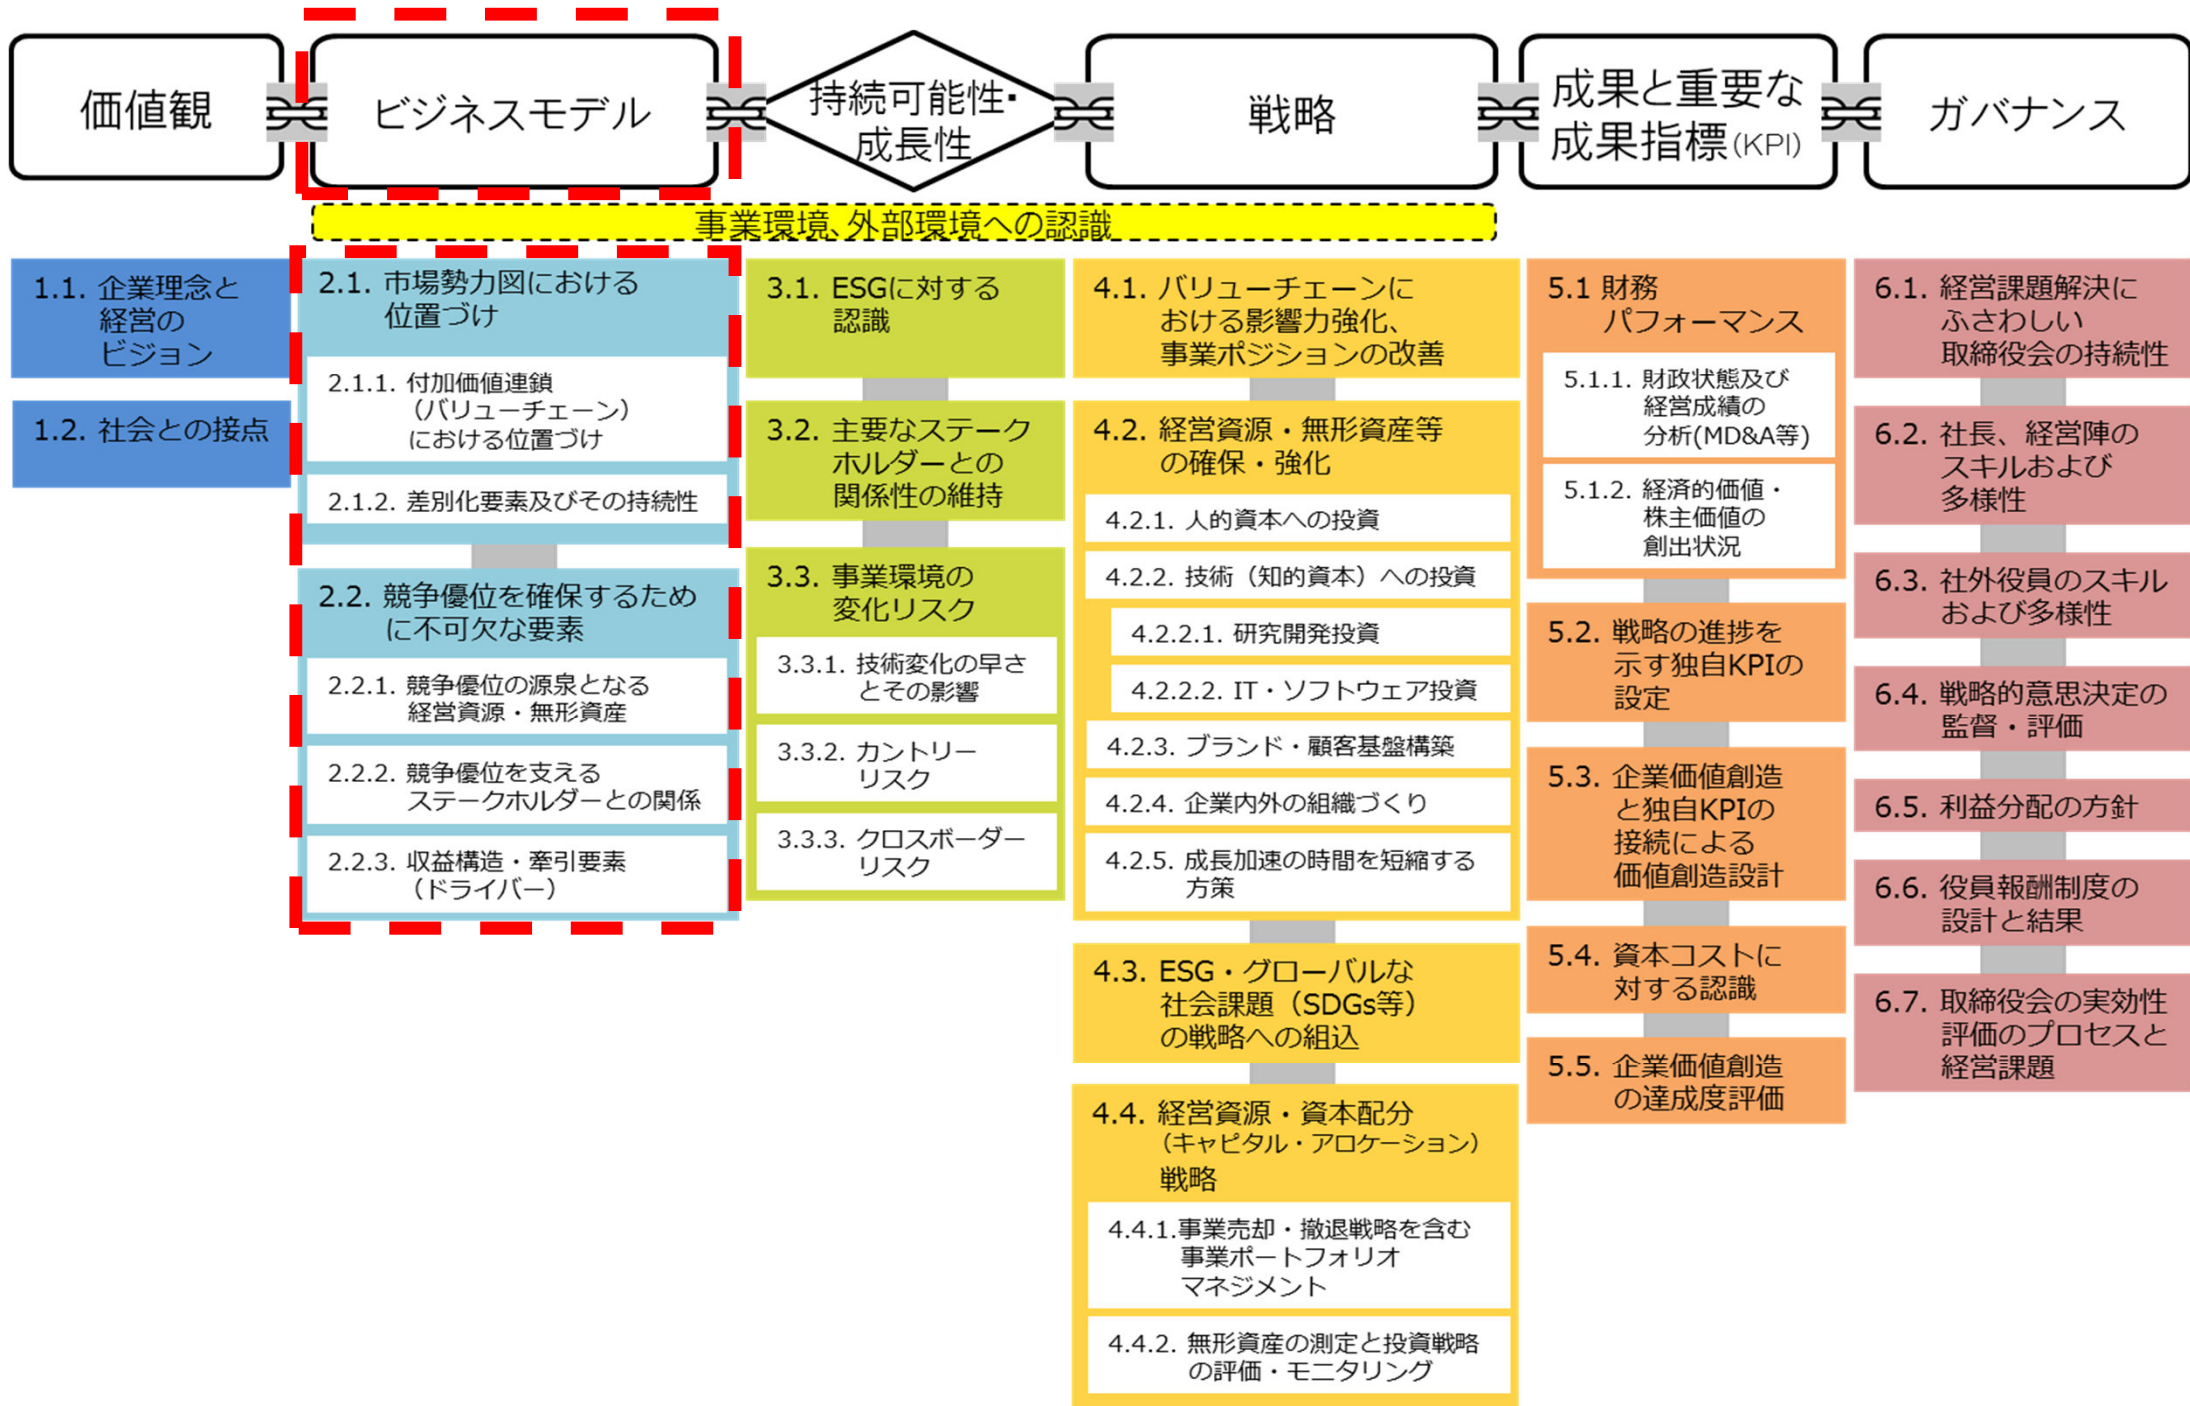 価値観
ビジネスモデル
持続可能性・
成長性
戦略
成果と重要な
成果指標(KPI)
ガバナンス
事業環境、外部環境への認識
1.1. 企業理念と
経営の
ビジョン
1.2. 社会との接点
2.1. 市場勢力図における
位置づけ
2.1.1. 付加価値連鎖
（バリューチェーン）
における位置づけ
2.1.2. 差別化要素及びその持続性
2.2. 競争優位を確保するため
に不可欠な要素
2.2.1. 競争優位の源泉となる
経営資源・無形資産
2.2.2. 競争優位を支える
ステークホルダーとの関係
2.2.3. 収益構造・牽引要素
（ドライバー）
3.1. ESGに対する
認識
3.2. 主要なステーク
ホルダーとの
関係性の維持
3.3. 事業環境の
変化リスク
3.3.1. 技術変化の早さ
とその影響
3.3.2. カントリー
リスク
3.3.3. クロスボーダー
リスク
4.1. バリューチェーンに
おける影響力強化、
事業ポジションの改善
4.2. 経営資源・無形資産等
の確保・強化
4.2.1. 人的資本への投資
4.2.2. 技術（知的資本）への投資
4.2.2.1. 研究開発投資
4.2.2.2. IT・ソフトウェア投資
4.2.3. ブランド・顧客基盤構築
4.2.4. 企業内外の組織づくり
4.2.5. 成長加速の時間を短縮する
方策
4.3. ESG・グローバルな
社会課題（SDGs等）
の戦略への組込
4.4. 経営資源・資本配分
（キャピタル・アロケーション）
戦略
4.4.1.事業売却・撤退戦略を含む
事業ポートフォリオ
マネジメント
4.4.2. 無形資産の測定と投資戦略
の評価・モニタリング
5.1 財務
パフォーマンス
5.1.1. 財政状態及び
経営成績の
分析(MD&A等)
5.1.2. 経済的価値・
株主価値の
創出状況
5.2. 戦略の進捗を
示す独自KPIの
設定
5.3. 企業価値創造
と独自KPIの
接続による
価値創造設計
5.4. 資本コストに
対する認識
5.5. 企業価値創造
の達成度評価
6.1. 経営課題解決に
ふさわしい
取締役会の持続性
6.2. 社長、経営陣の
スキルおよび
多様性
6.3. 社外役員のスキル
および多様性
6.4. 戦略的意思決定の
監督・評価
6.5. 利益分配の方針
6.6. 役員報酬制度の
設計と結果
6.7. 取締役会の実効性
評価のプロセスと
経営課題